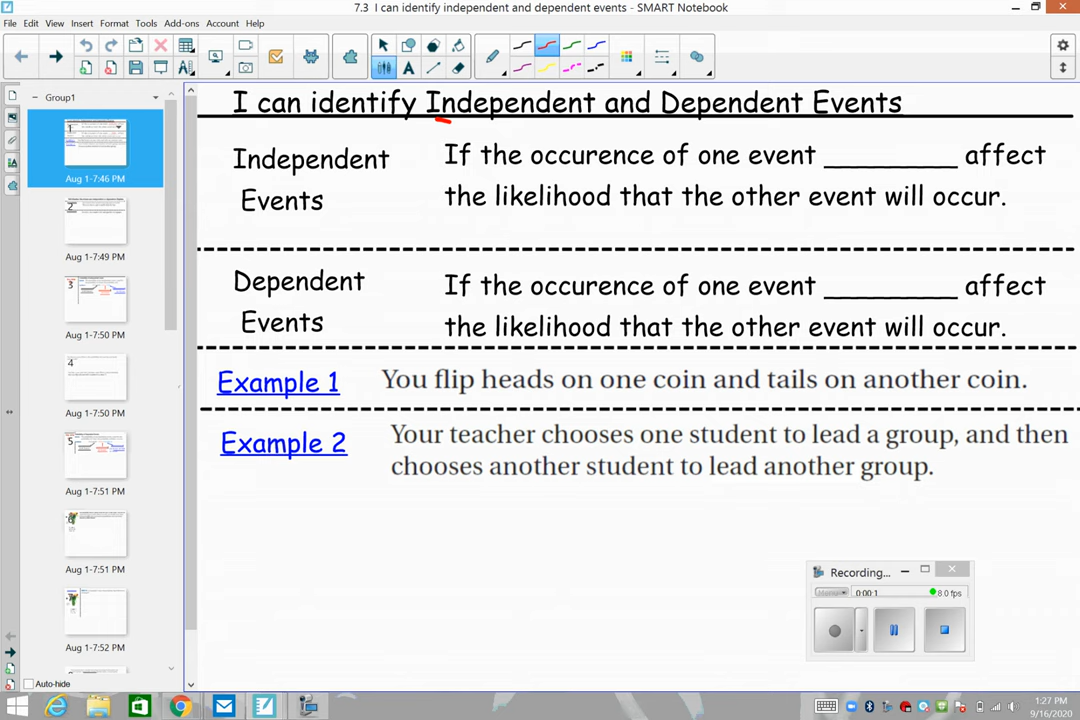 7.3 I can identify independent and dependent events - SMART Notebook
File Edit View Insert Format Tools Add-ons Account Help
Group1
Aug 1-7:46 PM
Aug 1-7:49 PM
Aug 1-7:50 PM
Aug 1-7:50 PM
Aug 1-7:51 PM
Aug 1-7:51 PM
Aug 1-7:52 PM
Auto-hide
I can identify Independent and Dependent Events
Independent Events
If the occurence of one event _________ affect
the likelihood that the other event will occur.
Dependent Events
If the occurence of one event _________ affect
the likelihood that the other event will occur.
Example 1 You flip heads on one coin and tails on another coin.
Example 2 Your teacher chooses one student to lead a group, and then
chooses another student to lead another group.
Recording...
0:00:1 8.0 fps
1:27 PM
9/16/2020